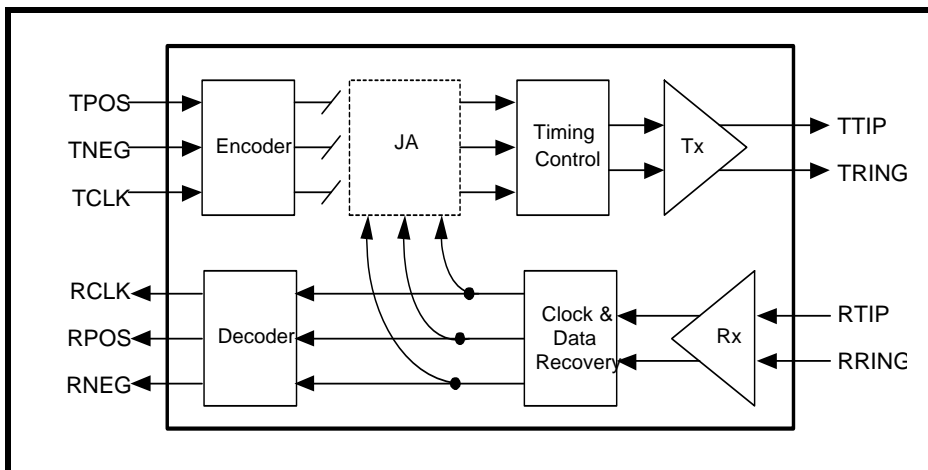 TPOS
TNEG
TCLK
Encoder
JA
Timing
Control
Tx
TTIP
TRING
RCLK
RPOS
RNEG
Decoder
Clock &
Data
Recovery
Rx
RTIP
RRING